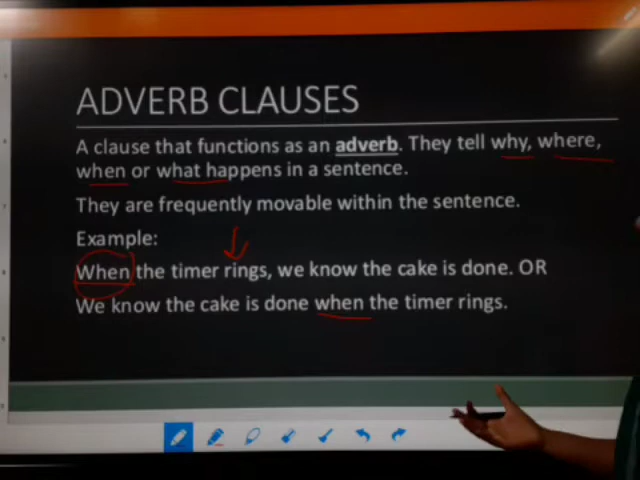 ADVERB CLAUSES
A clause that functions as an adverb. They tell why, where,
when or what happens in a sentence.
They are frequently movable within the sentence.
Example:
When the timer rings, we know the cake is done. OR
We know the cake is done when the timer rings.